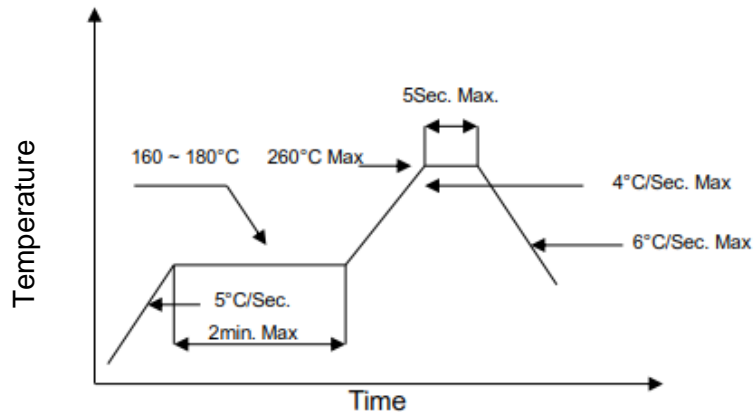 5Sec. Max.
160 ~ 180°C
260°C Max
4°C/Sec. Max
6°C/Sec. Max
Temperature
5°C/Sec.
2min. Max
Time